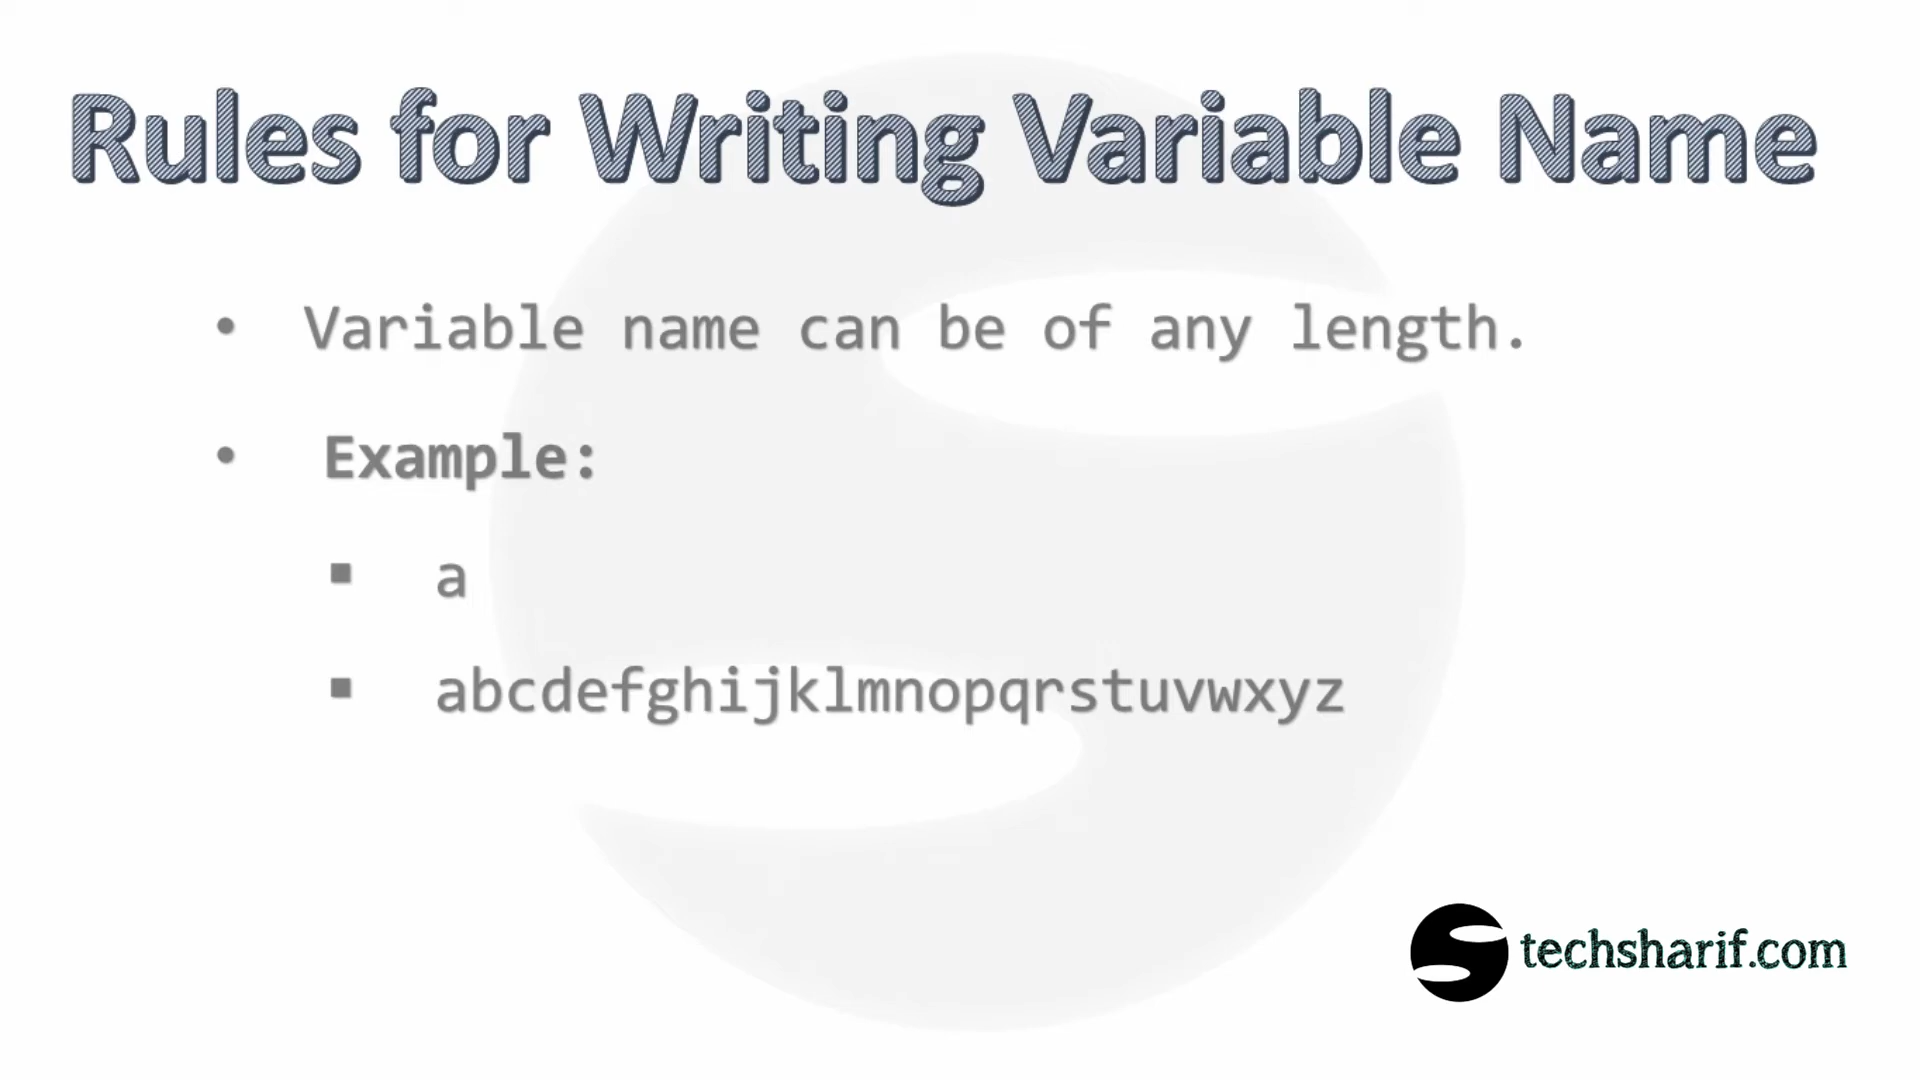 Rules for Writing Variable Name
• Variable name can be of any length.
• Example:
▪ a
▪ abcdefghijklmnopqrstuvwxyz
techsharif.com